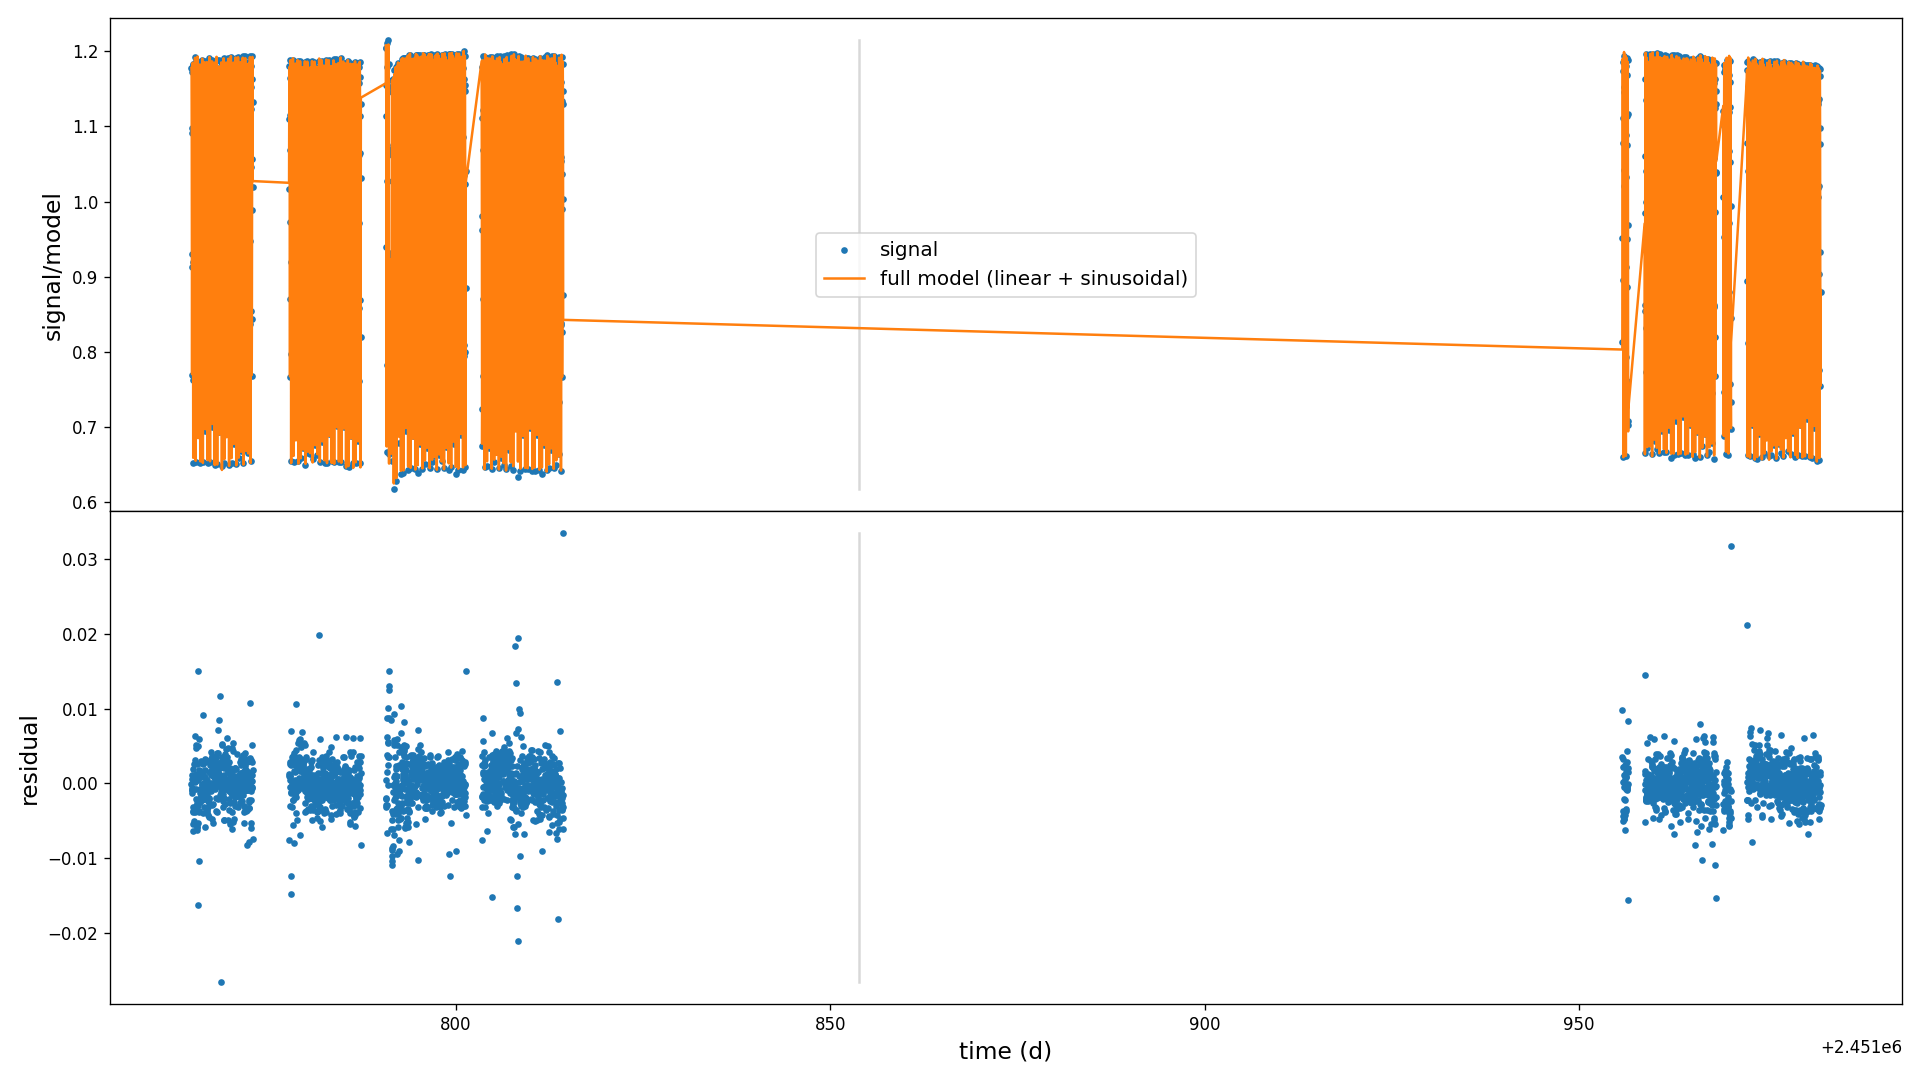 1.2
1.1
1.0
0.9
0.8
0.7
0.6
signal/model
signal
full model (linear + sinusoidal)
0.03
0.02
0.01
0.00
−0.01
−0.02
residual
800
850
900
950
time (d)
+2.451e6